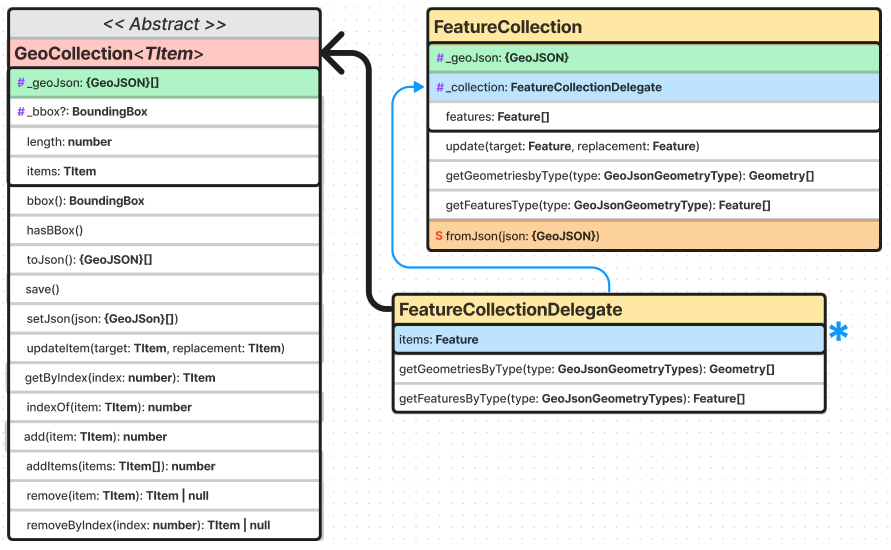 << Abstract >>
GeoCollection<TItem>
# _geoJson: {GeoJSON}[]
# _bbox?: BoundingBox
length: number
items: TItem
bbox(): BoundingBox
hasBBox()
toJson(): {GeoJSON}[]
save()
setJson(json: {GeoJSon}[])
updateItem(target: TItem, replacement: TItem)
getByIndex(index: number): TItem
indexOf(item: TItem): number
add(item: TItem): number
addItems(items: TItem[]): number
remove(item: TItem): TItem | null
removeByIndex(index: number): TItem | null
FeatureCollection
# _geoJson: {GeoJSON}
# _collection: FeatureCollectionDelegate
features: Feature[]
update(target: Feature, replacement: Feature)
getGeometriesbyType(type: GeoJsonGeometryType): Geometry[]
getFeaturesType(type: GeoJsonGeometryType): Feature[]
S fromJson(json: {GeoJSON})
FeatureCollectionDelegate
items: Feature
*
getGeometriesByType(type: GeoJsonGeometryTypes): Geometry[]
getFeaturesByType(type: GeoJsonGeometryTypes): Feature[]